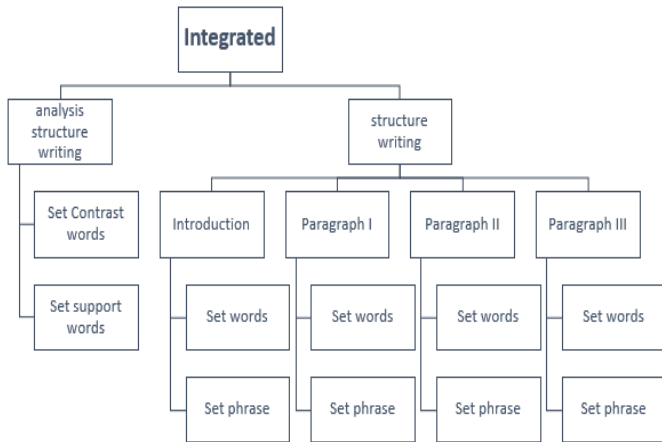 Integrated
analysis
structure
writing
structure
writing
Set Contrast
words
Introduction
Paragraph I
Paragraph II
Paragraph III
Set support
words
Set words
Set words
Set words
Set words
Set phrase
Set phrase
Set phrase
Set phrase